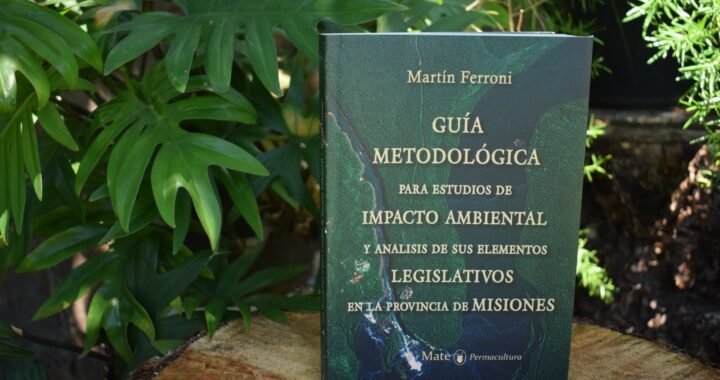 Martín Ferroni
GUÍA
METODOLÓGICA
PARA ESTUDIOS DE
IMPACTO AMBIENTAL
Y ANALISIS DE SUS ELEMENTOS
LEGISLATIVOS
EN LA PROVINCIA DE MISIONES
Mate Permacultura